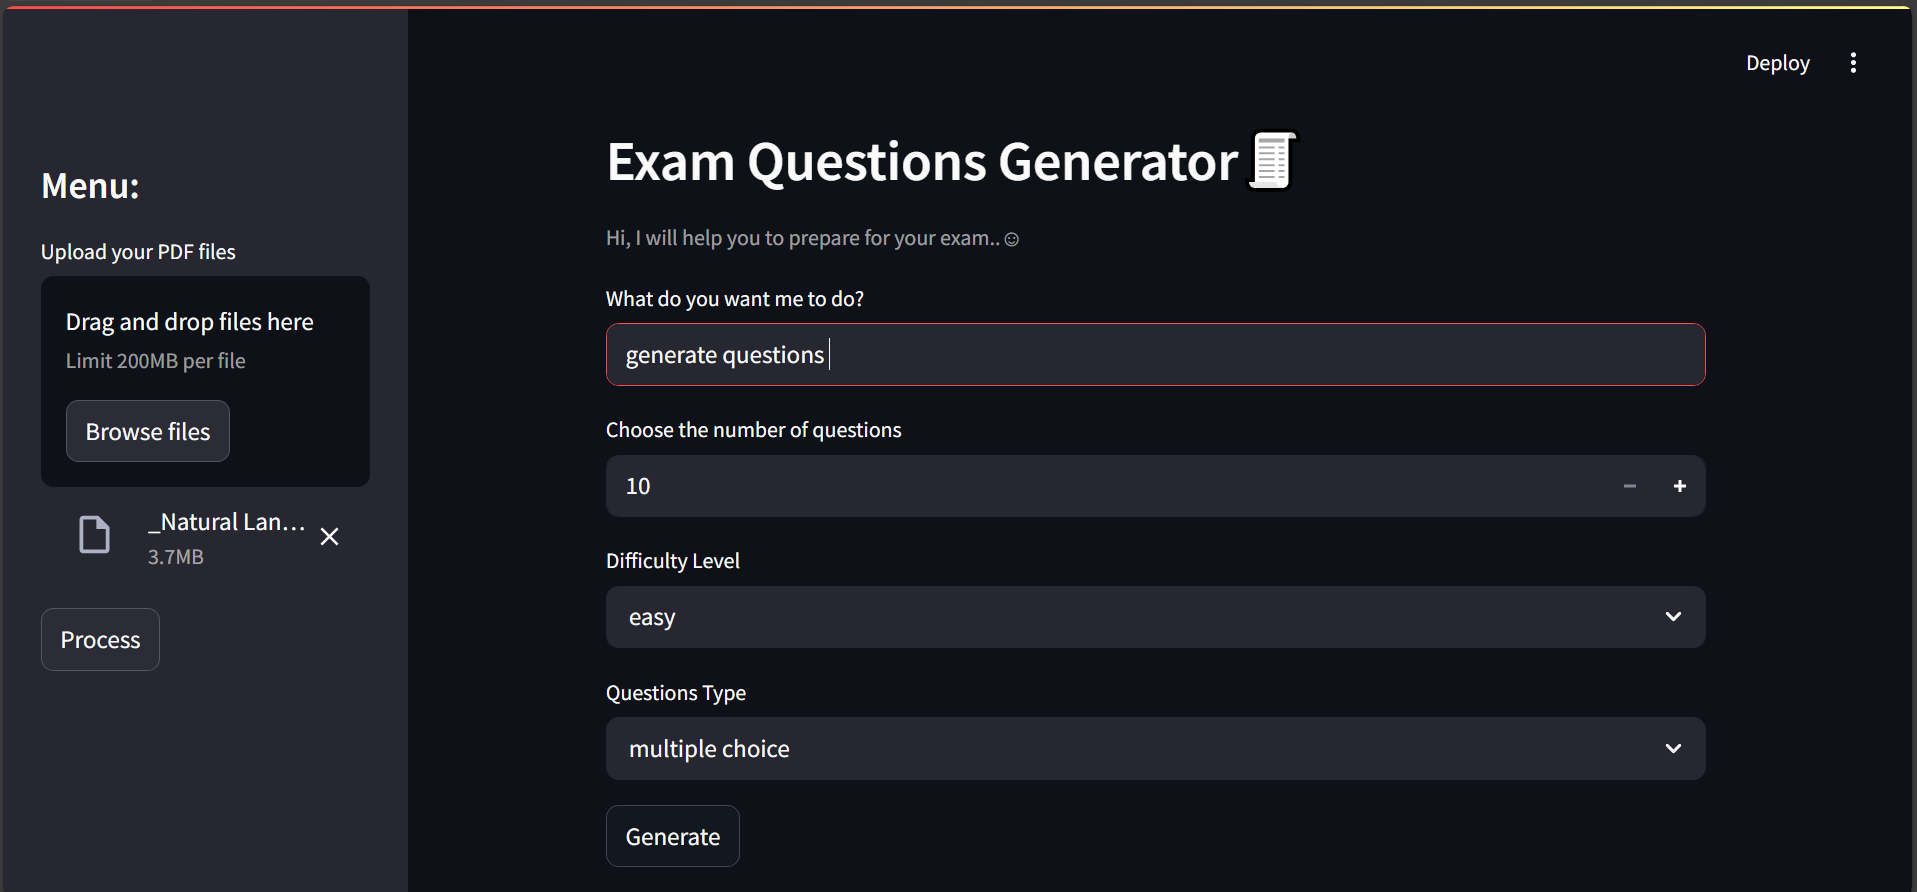 Deploy
Menu:
Upload your PDF files
Drag and drop files here
Limit 200MB per file
Browse files
_Natural Lan...
3.7MB
Process
Exam Questions Generator
Hi, I will help you to prepare for your exam..☺
What do you want me to do?
generate questions
Choose the number of questions
10
Difficulty Level
easy
Questions Type
multiple choice
Generate